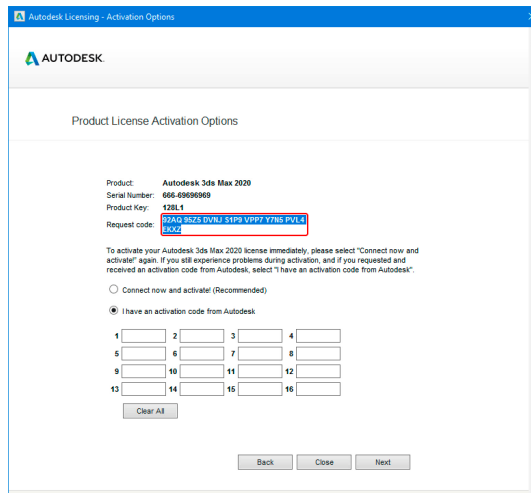 Autodesk Licensing - Activation Options
AUTODESK.
Product License Activation Options
Product: Autodesk 3ds Max 2020
Serial Number: 666-69696969
Product Key: 128L1
Request code: 92AQ 95Z5 DVNJ S1P9 VPP7 Y7N5 PVL4
EKXZ
To activate your Autodesk 3ds Max 2020 license immediately, please select "Connect now and
activate!" again. If you still experience problems during activation, and if you requested and
received an activation code from Autodesk, select "I have an activation code from Autodesk".
Connect now and activate! (Recommended)
I have an activation code from Autodesk
1 2 3 4
5 6 7 8
9 10 11 12
13 14 15 16
Clear All
Back Close Next